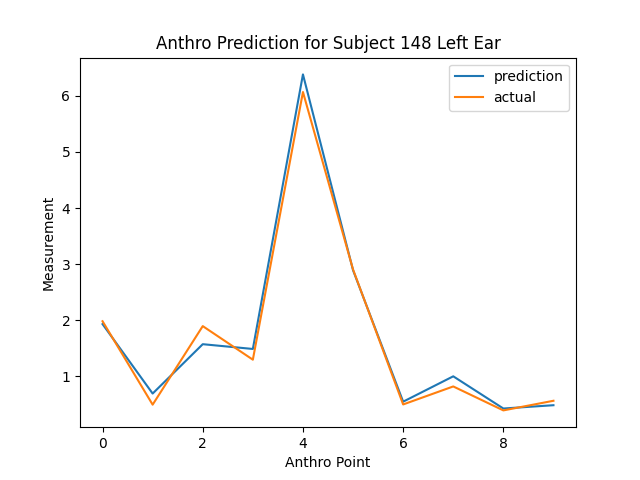 Anthro Prediction for Subject 148 Left Ear
prediction
actual
Measurement
6
5
4
3
2
1
0 2 4 6 8
Anthro Point